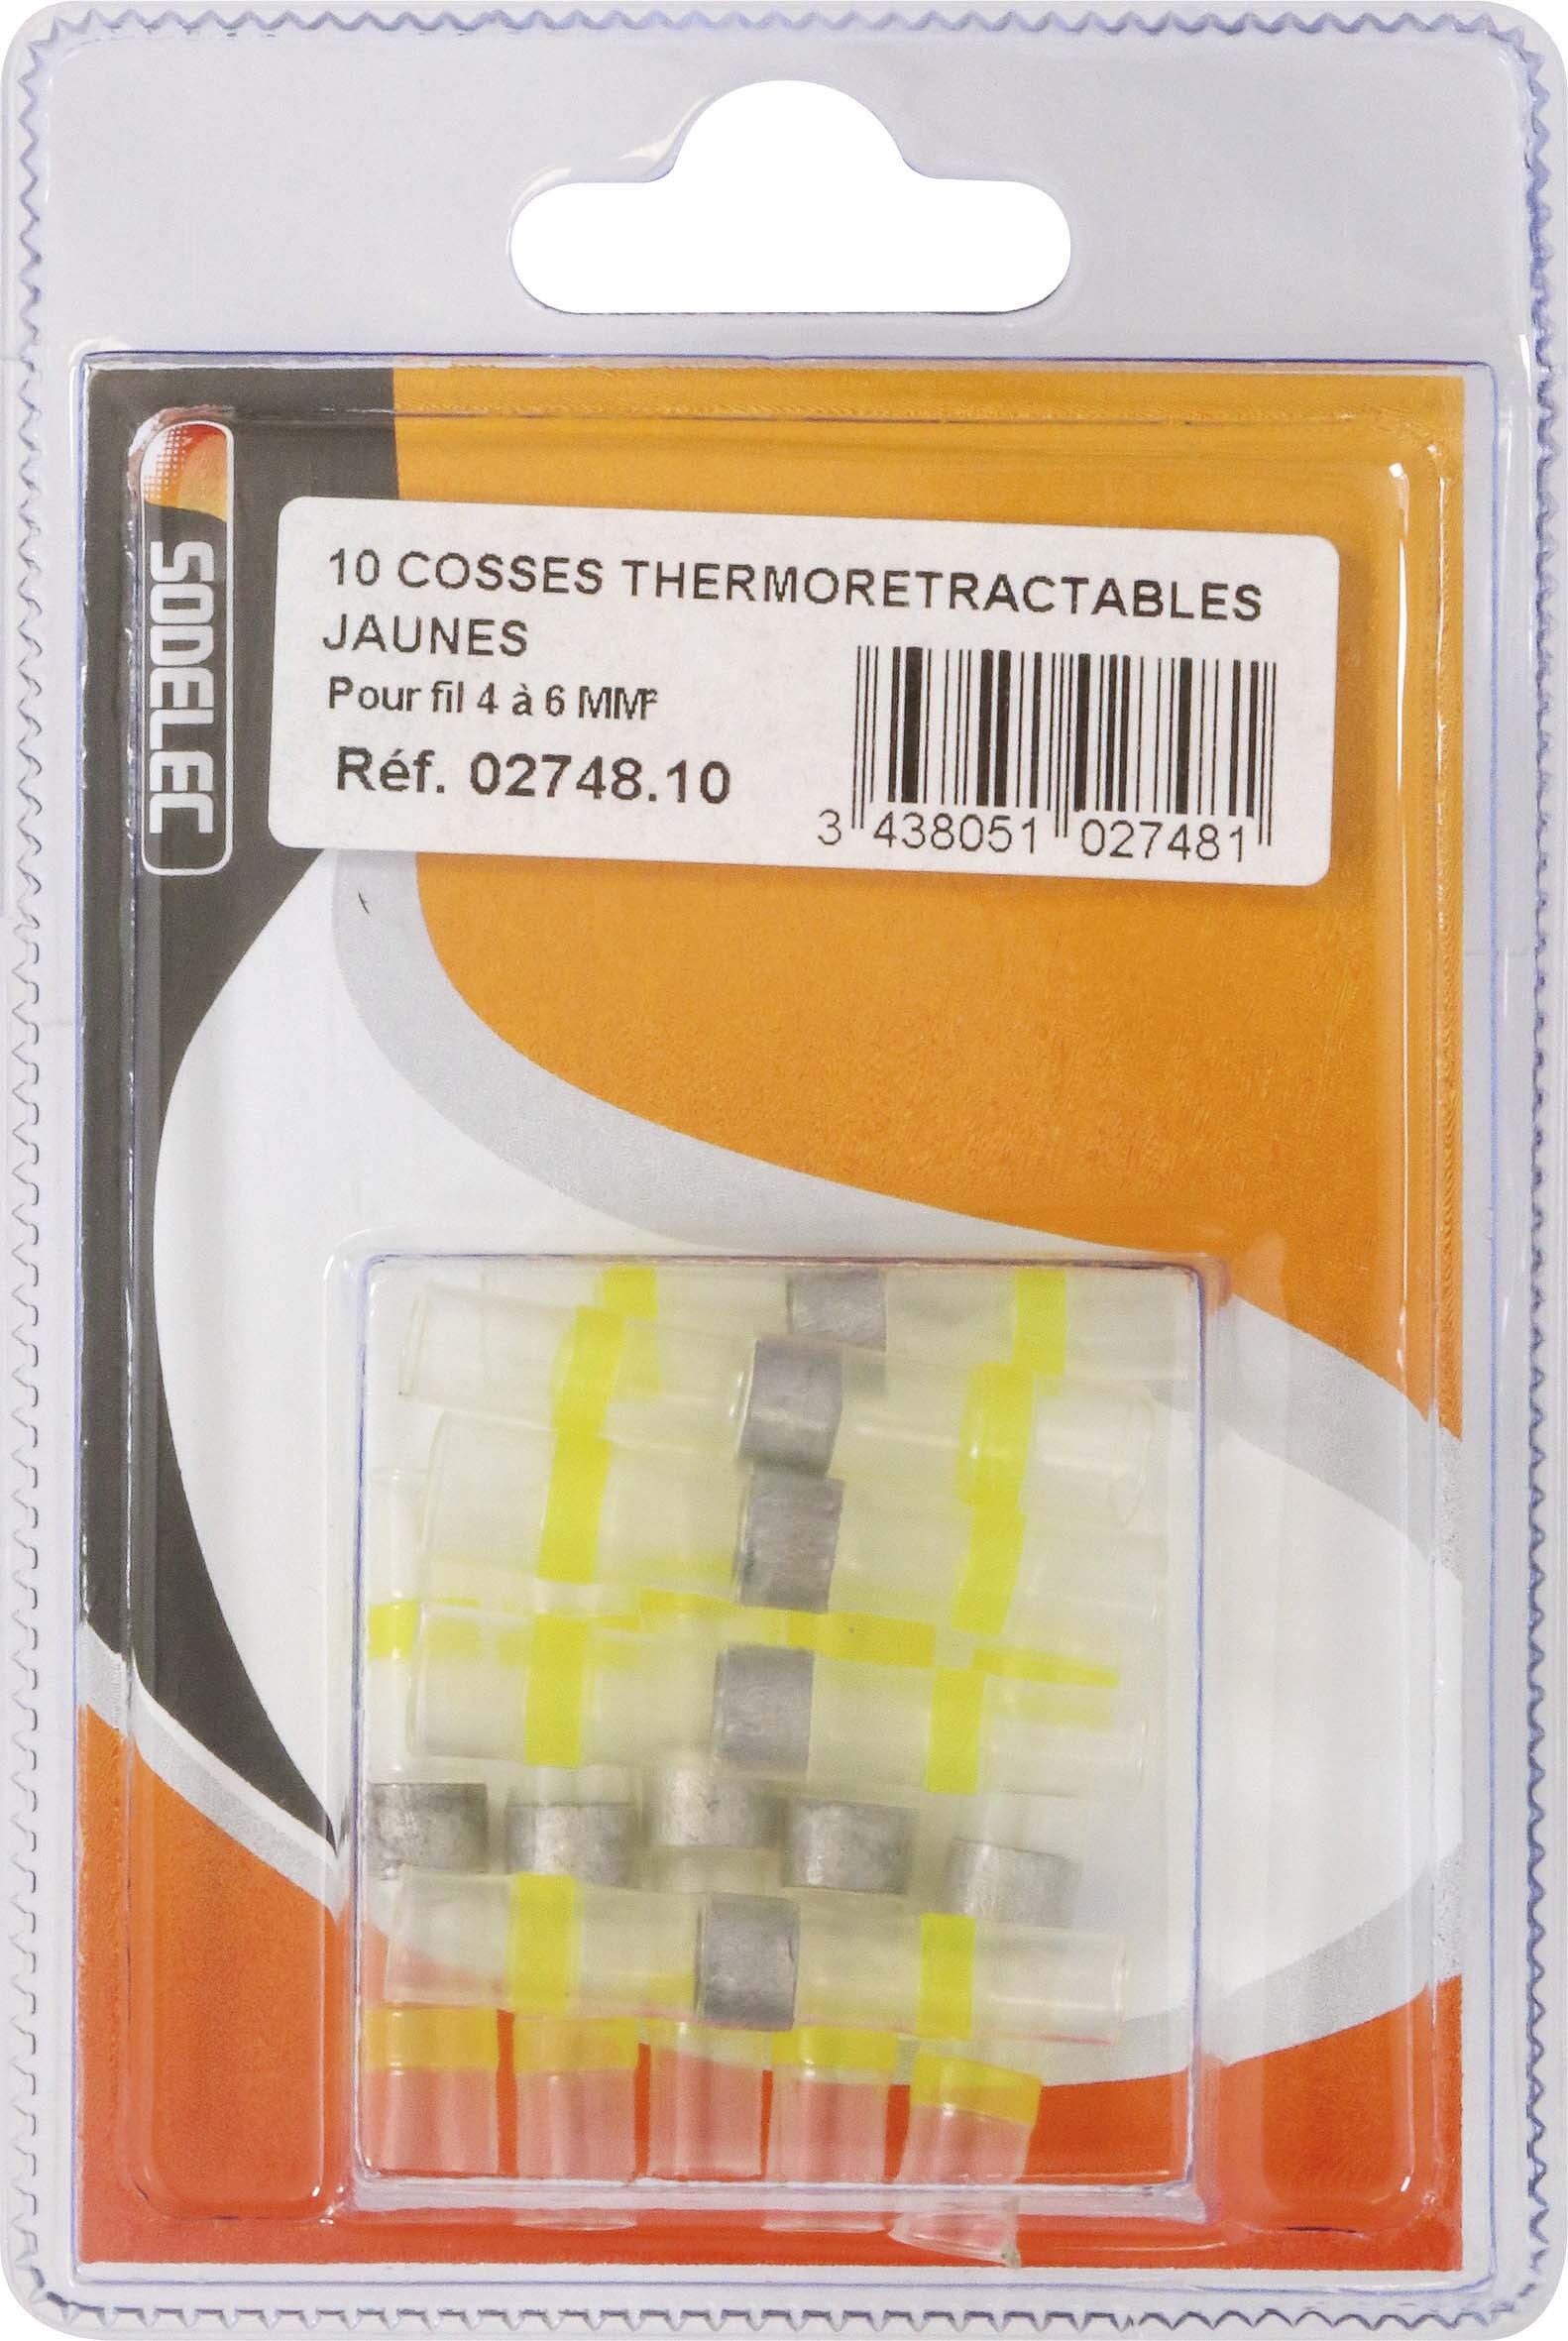 SODELEC
10 COSSES THERMORETRACTABLES
JAUNES
Pour fil 4 à 6 MM²
Réf. 02748.10
3 438051 027481